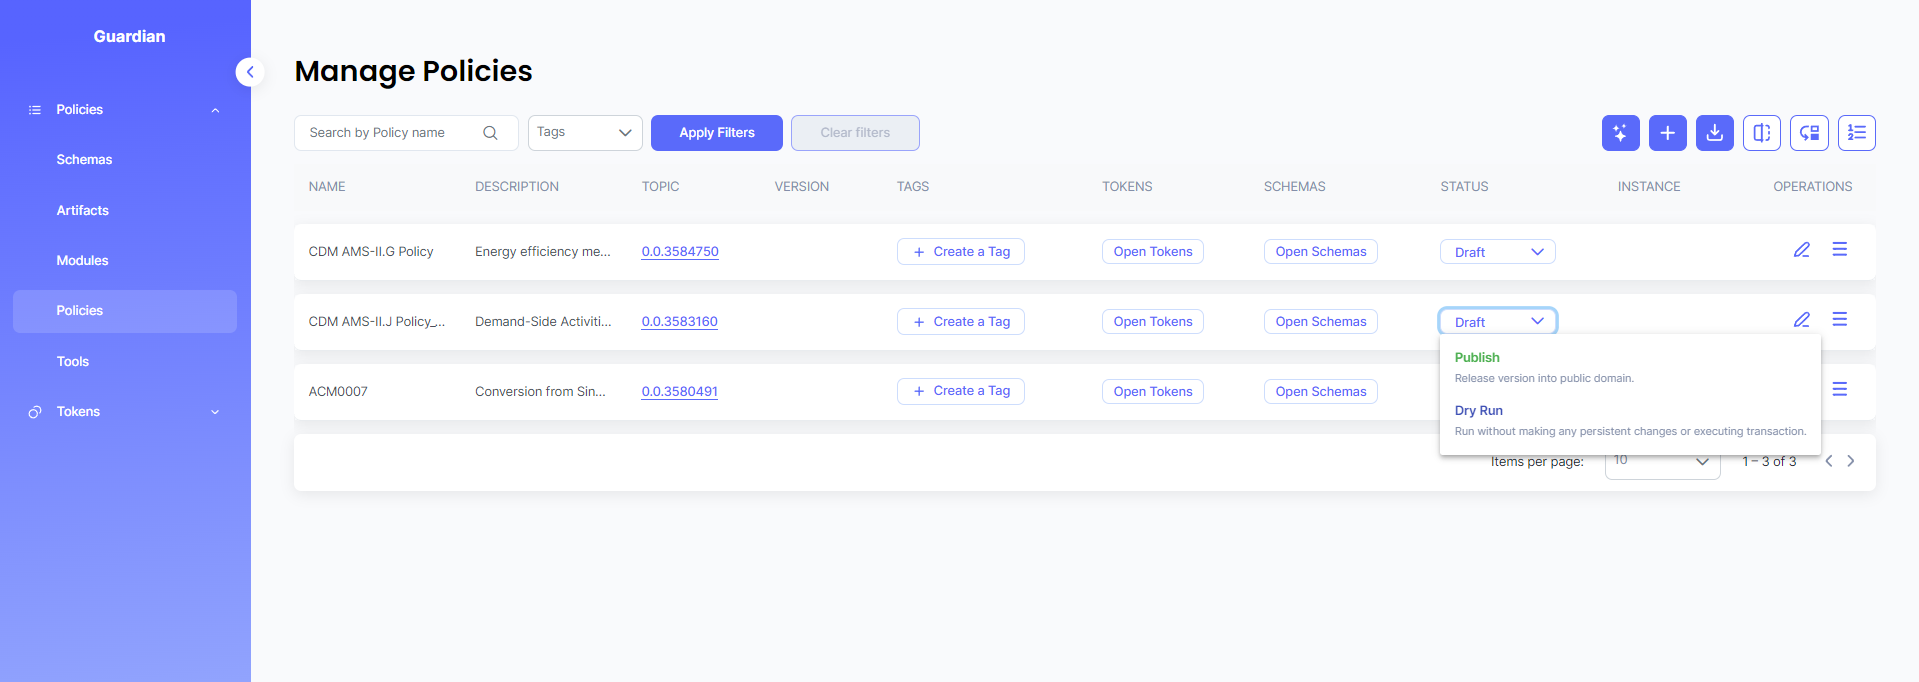 Guardian
Policies
Schemas
Artifacts
Modules
Policies
Tools
Tokens
Manage Policies
Search by Policy name
Tags
Apply Filters
Clear filters
NAME DESCRIPTION TOPIC VERSION TAGS TOKENS SCHEMAS STATUS INSTANCE OPERATIONS
CDM AMS-II.G Policy Energy efficiency me... 0.0.3584750 + Create a Tag Open Tokens Open Schemas Draft
CDM AMS-II.J Policy_... Demand-Side Activiti... 0.0.3583160 + Create a Tag Open Tokens Open Schemas Draft
Publish
Release version into public domain.
Dry Run
Run without making any persistent changes or executing transaction.
ACM0007 Conversion from Sin... 0.0.3580491 + Create a Tag Open Tokens Open Schemas
Items per page: 10 1 – 3 of 3